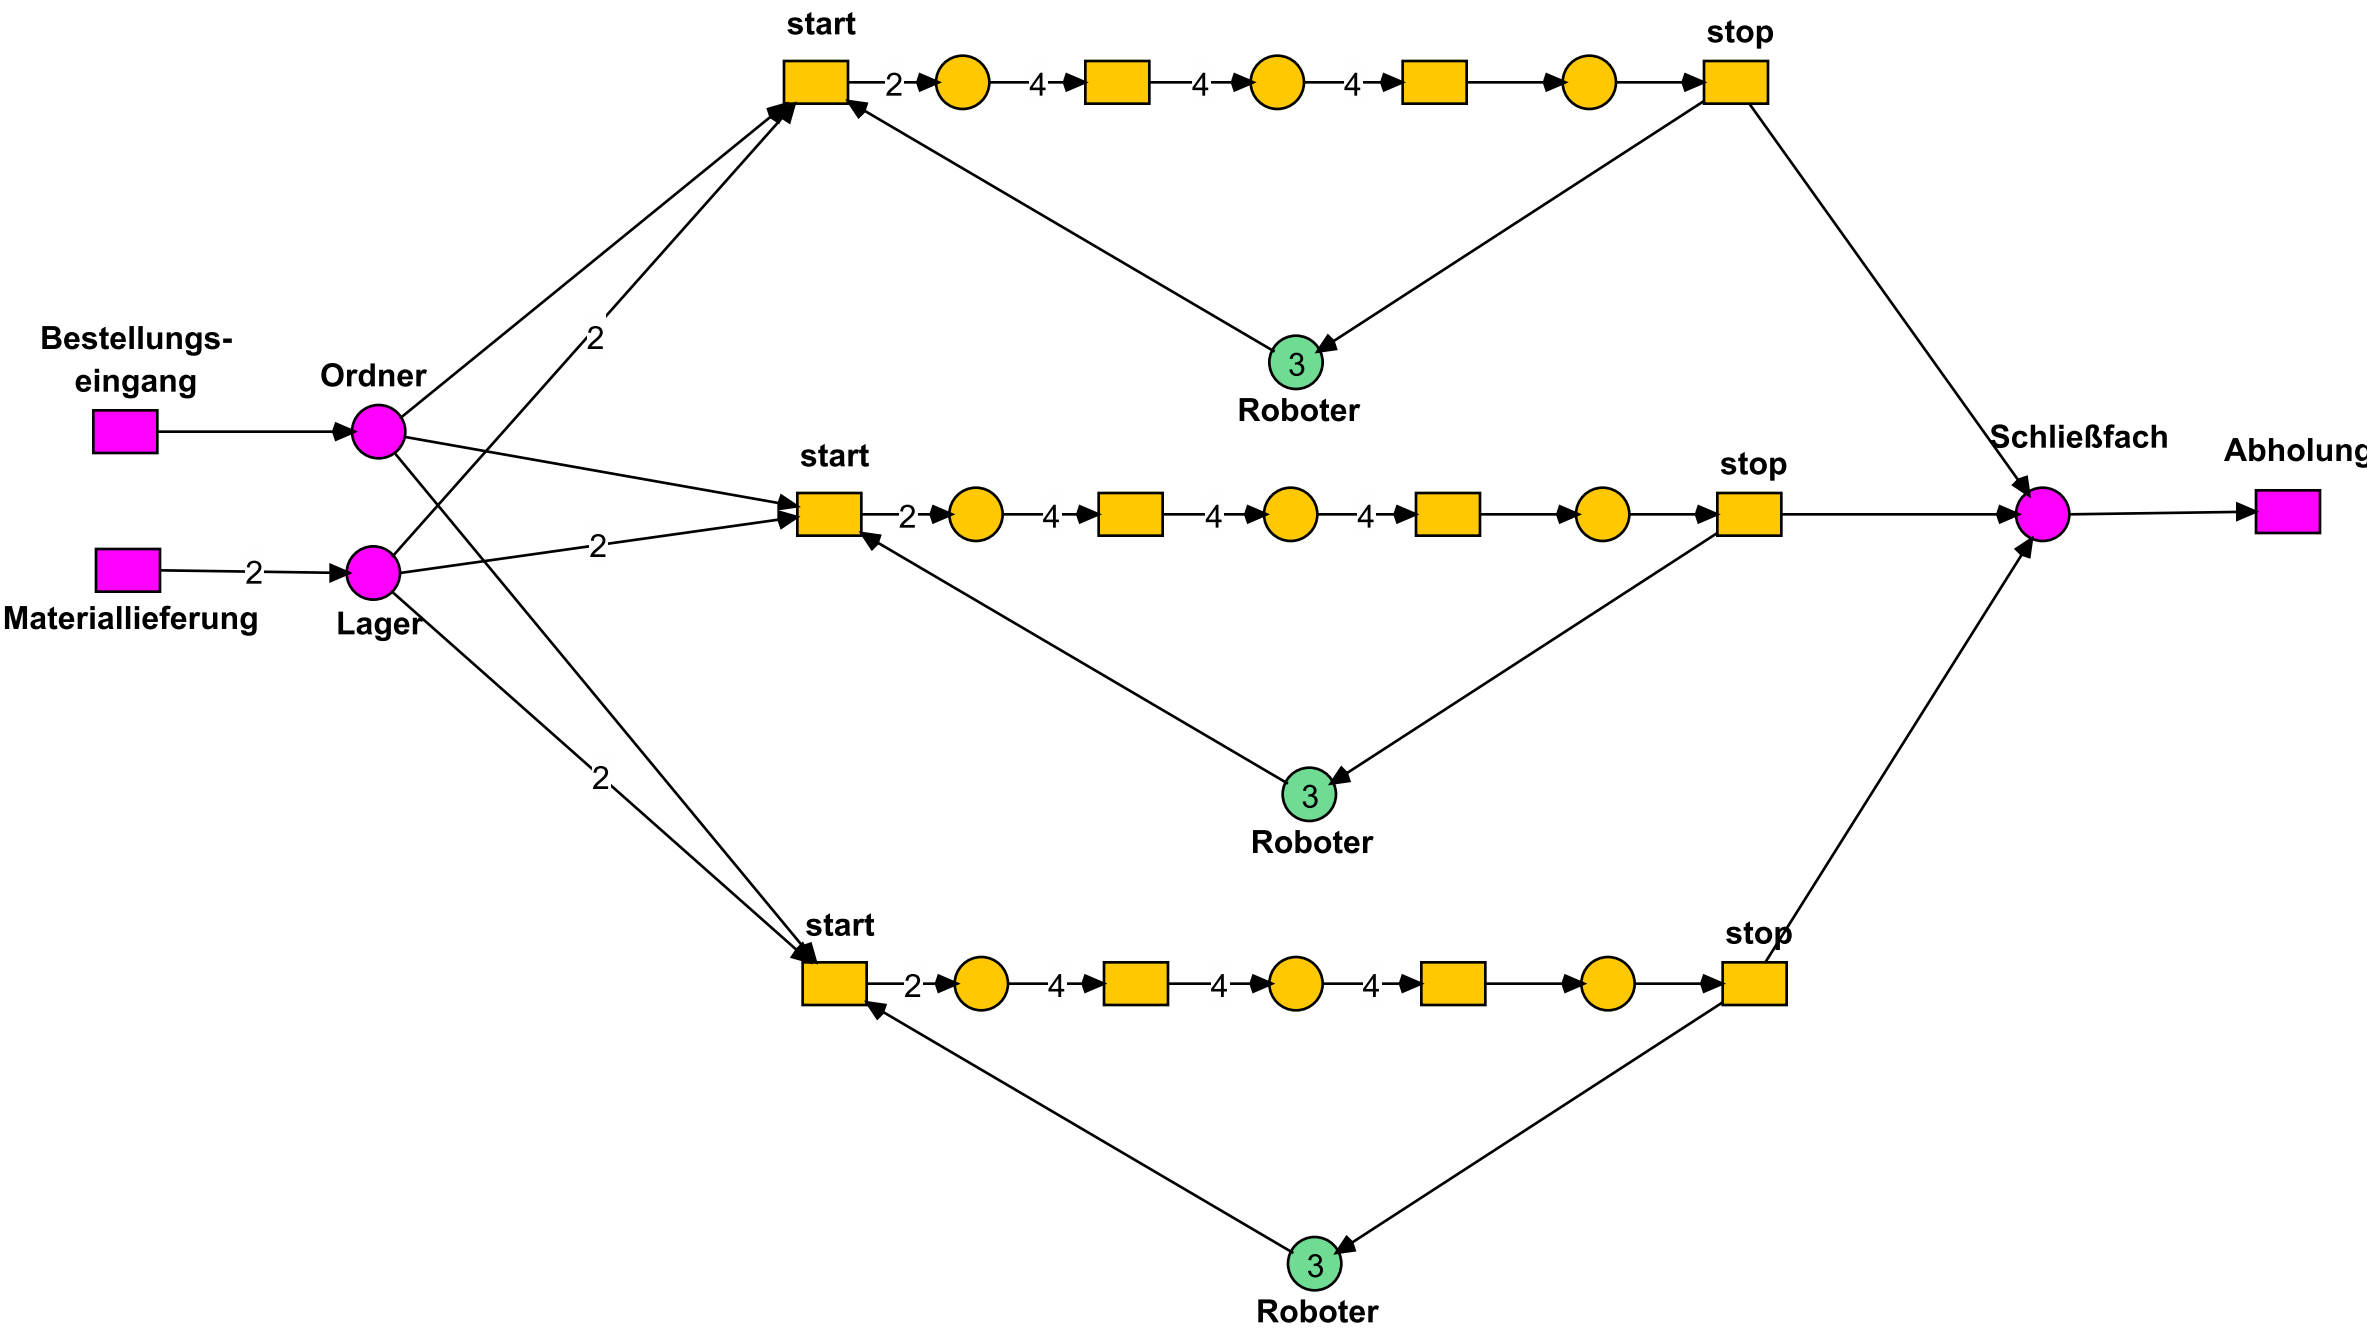 start
stop
2
4
4
4
2
3
Roboter
Bestellungs-
eingang
Ordner
Schließfach
Abholung
start
stop
2
4
4
4
2
2
Materiallieferung
Lager
2
3
Roboter
start
stop
2
4
4
4
3
Roboter